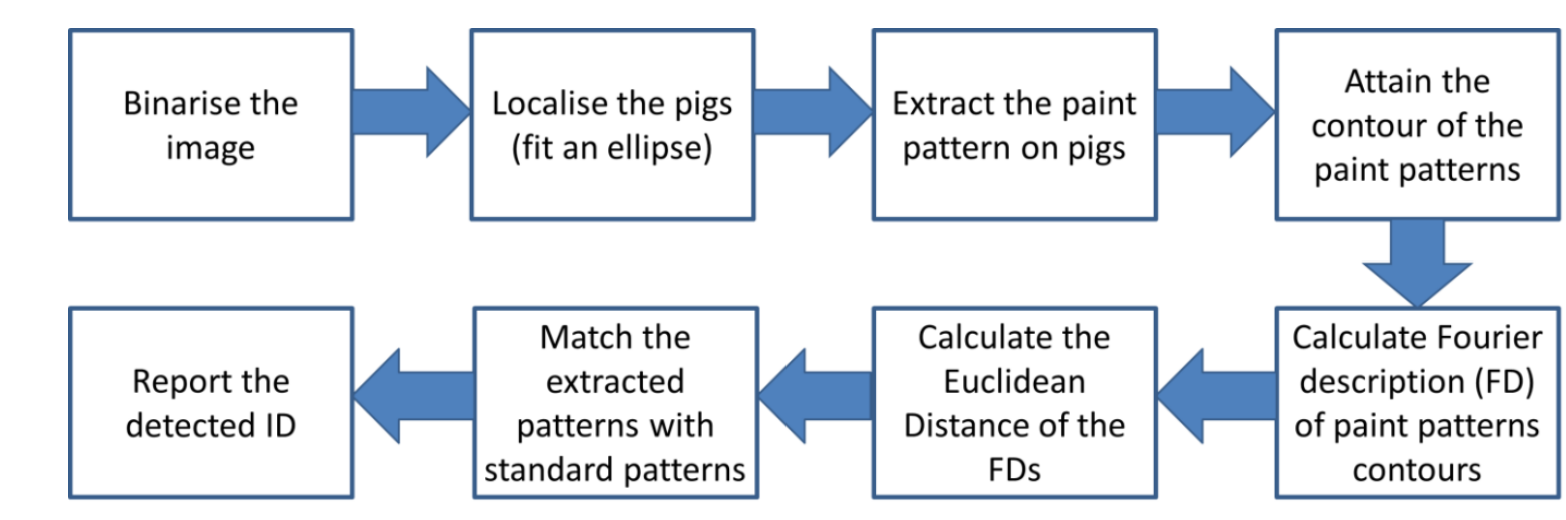 Binarise the
image
Localise the pigs
(fit an ellipse)
Extract the paint
pattern on pigs
Attain the
contour of the
paint patterns
Calculate Fourier
description (FD)
of paint patterns
contours
Calculate the
Euclidean
Distance of the
FDs
Match the
extracted
patterns with
standard patterns
Report the
detected ID